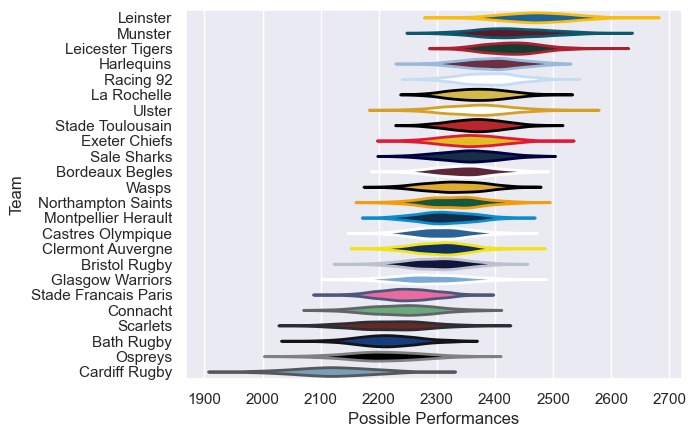 Leinster
Munster
Leicester Tigers
Harlequins
Racing 92
La Rochelle
Ulster
Stade Toulousain
Exeter Chiefs
Sale Sharks
Bordeaux Begles
Wasps
Northampton Saints
Montpellier Herault
Castres Olympique
Clermont Auvergne
Bristol Rugby
Glasgow Warriors
Stade Francais Paris
Connacht
Scarlets
Bath Rugby
Ospreys
Cardiff Rugby
Team
1900 2000 2100 2200 2300 2400 2500 2600 2700
Possible Performances